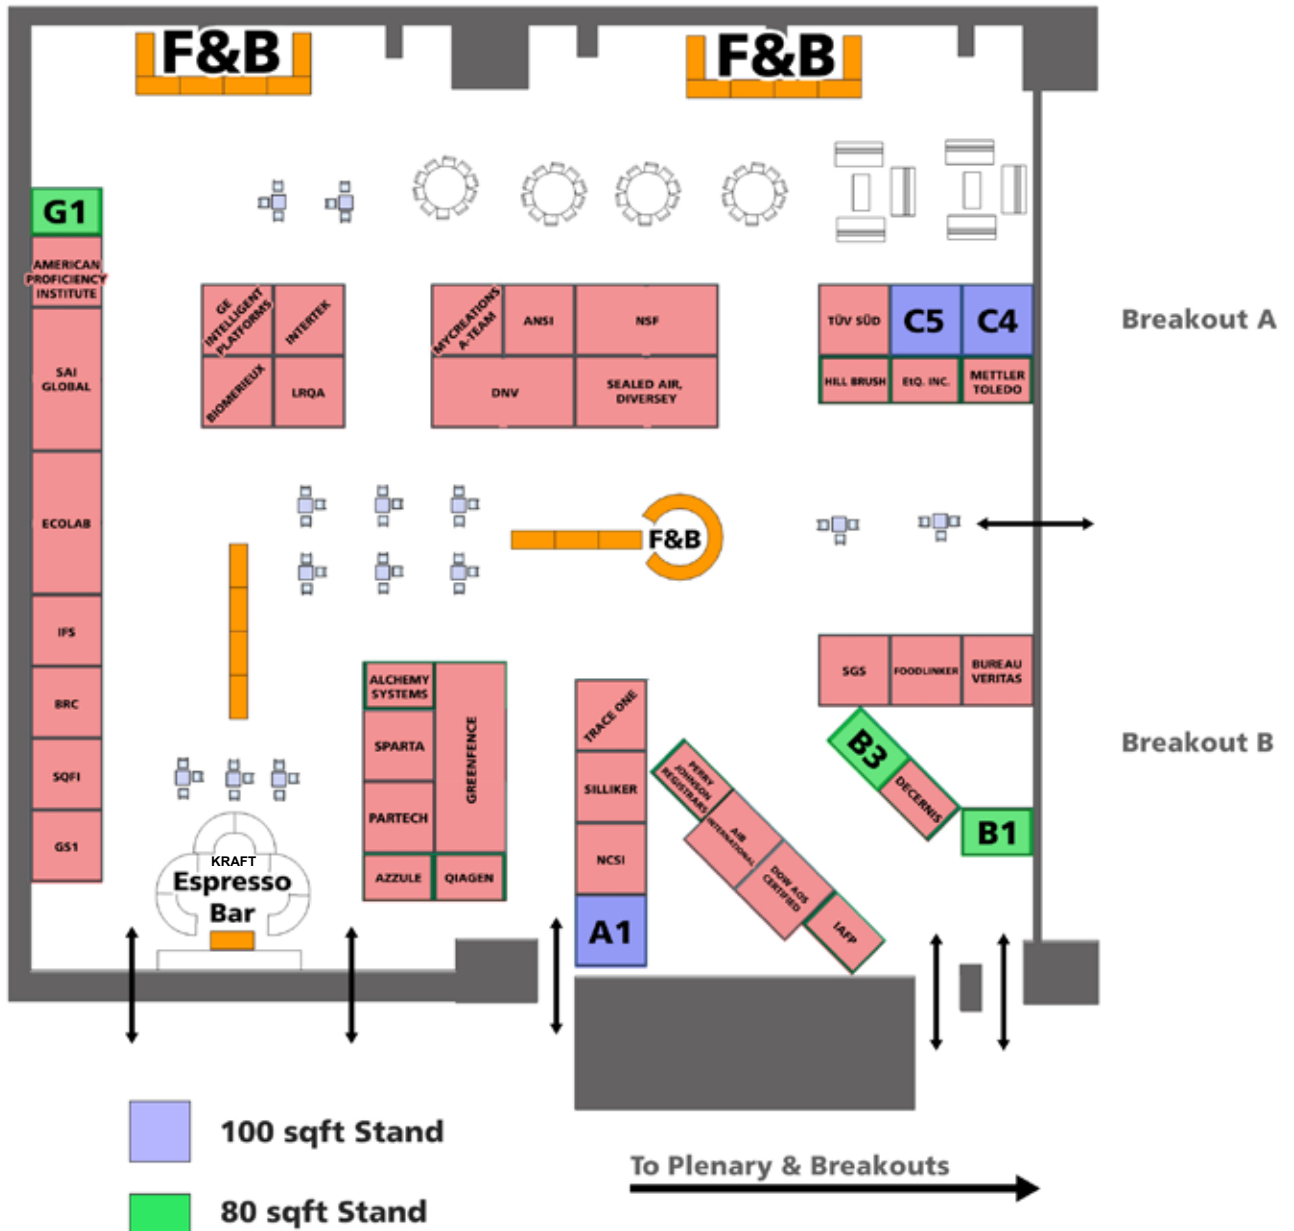 F&B
F&B
G1
AMERICAN
PROFICIENCY
INSTITUTE
SAI
GLOBAL
ECOLAB
IFS
BRC
SQFI
GS1
GE
INTELLIGENT
PLATFORMS
INTERTEK
BIOMERIEUX
LRQA
MYCREATIONS
A-TEAM
ANSI
NSF
DNV
SEALED AIR,
DIVERSEY
TÜV SÜD
C5
C4
HILL BRUSH
EtQ. INC.
METTLER
TOLEDO
Breakout A
F&B
SGS
FOODLINKER
BUREAU
VERITAS
B3
DECERNIS
B1
Breakout B
ALCHEMY
SYSTEMS
SPARTA
PARTECH
GREENFENCE
AZZULE
QIAGEN
TRACE ONE
SILLIKER
NCSI
A1
PERRY
JOHNSON
REGISTRARS
AIB
INTERNATIONAL
DOW AGS
CERTIFIED
IAFP
KRAFT
Espresso
Bar
100 sqft Stand
80 sqft Stand
To Plenary & Breakouts